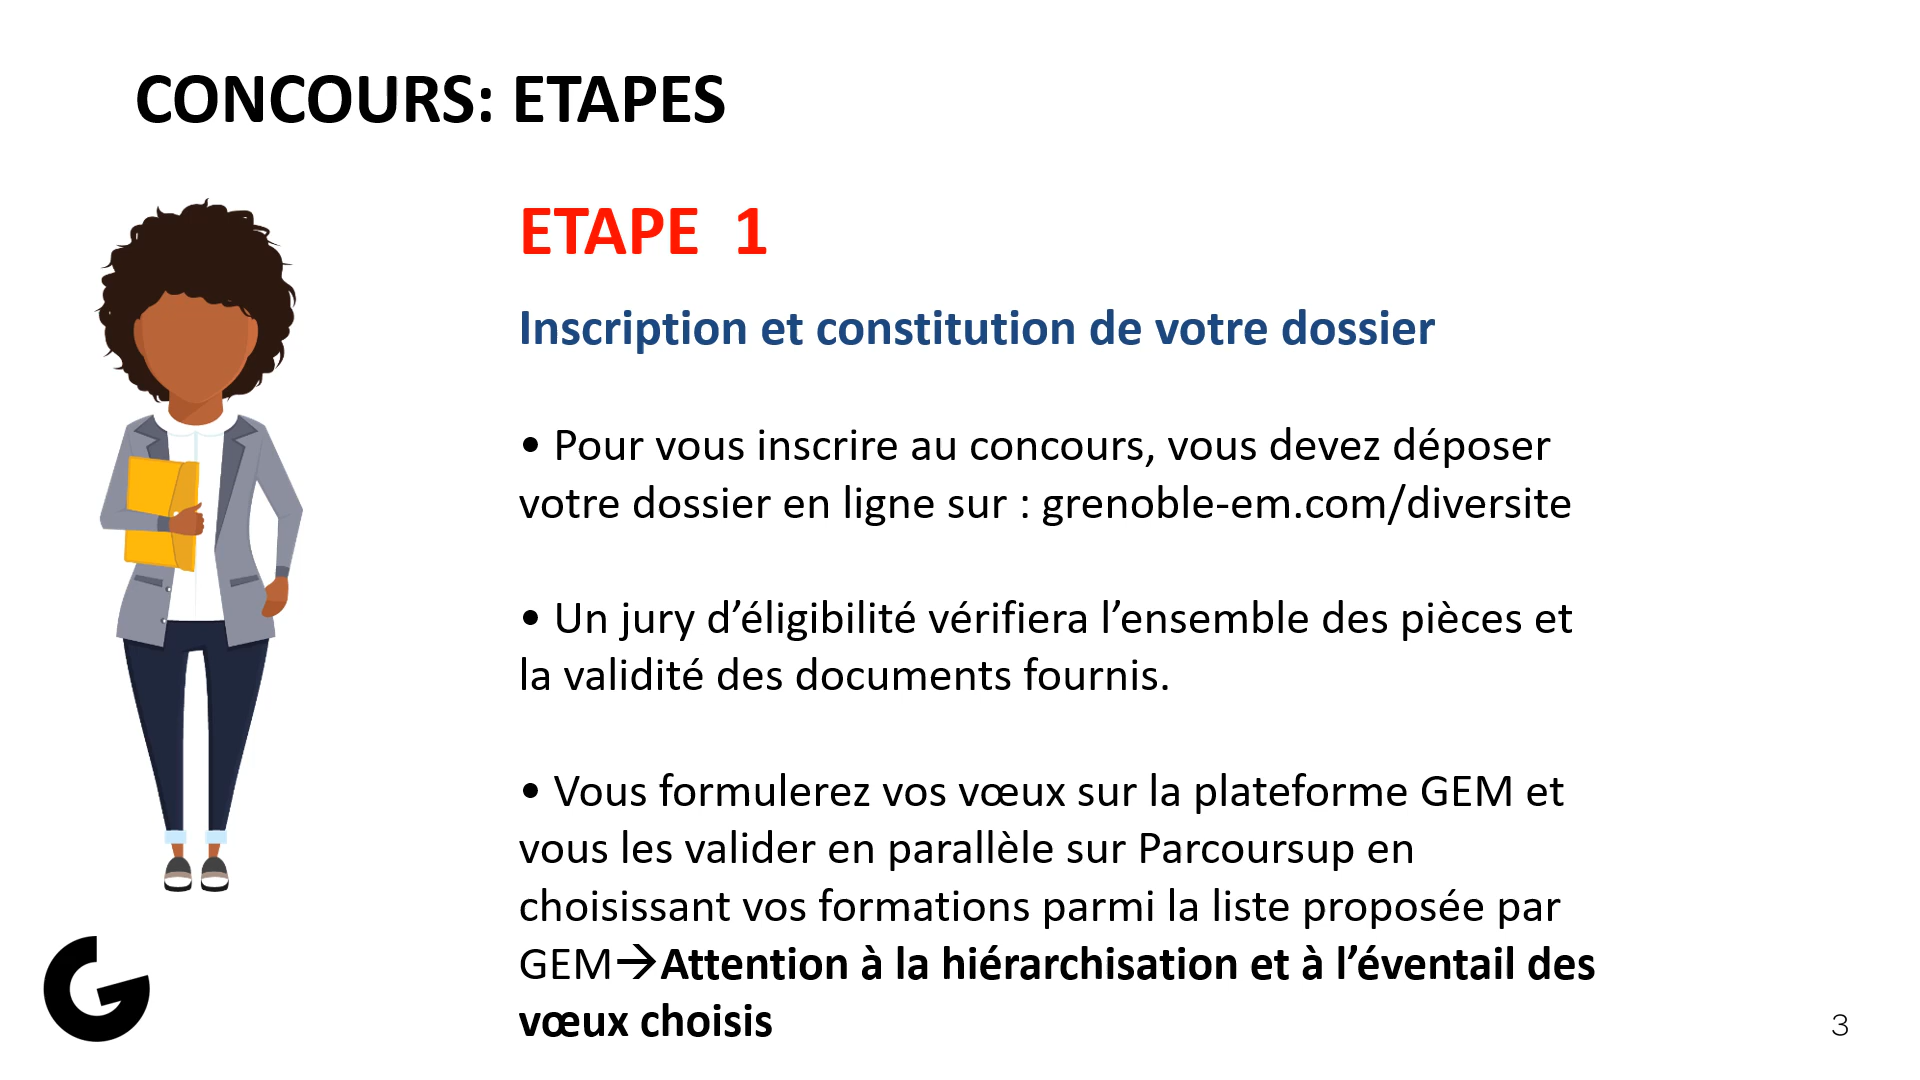 CONCOURS: ETAPES
ETAPE 1
Inscription et constitution de votre dossier
• Pour vous inscrire au concours, vous devez déposer
votre dossier en ligne sur : grenoble-em.com/diversite
• Un jury d’éligibilité vérifiera l’ensemble des pièces et
la validité des documents fournis.
• Vous formulerez vos vœux sur la plateforme GEM et
vous les valider en parallèle sur Parcoursup en
choisissant vos formations parmi la liste proposée par
GEM→Attention à la hiérarchisation et à l’éventail des
vœux choisis
3